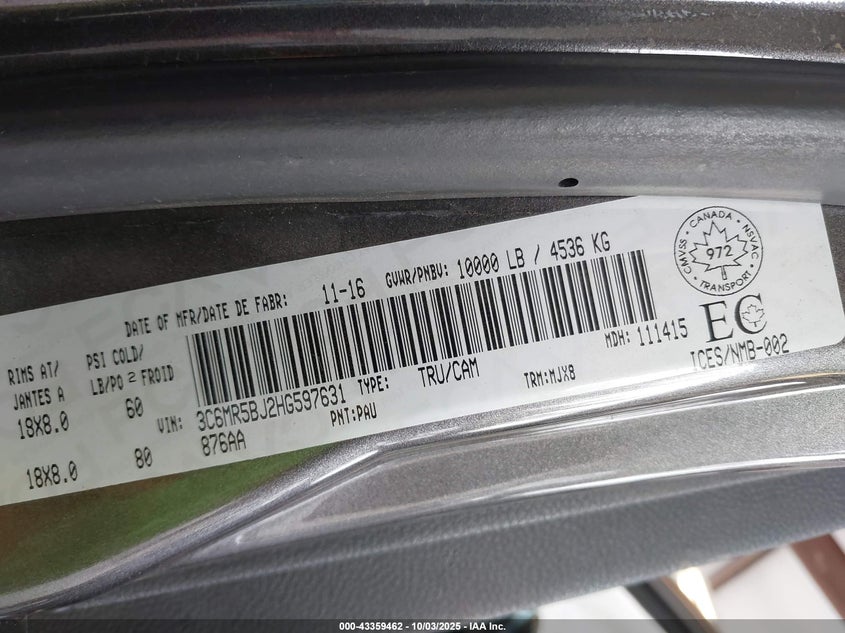 DATE OF MFR/DATE DE FABR: 11-16 GVWR/PNBV: 10000 LB / 4536 KG
RIMS AT/
JANTES A
18X8.0
18X8.0
PSI COLD/
LB/PO 2 FROID
60
80
VIN: 3C6MR5BJ2HG597631 TYPE: TRU/CAM MDH: 111415
876AA PNT:PAU TRM:MJX8
CANADA
CMVSS · NSVAC
972
TRANSPORT
EC
ICES/NMB-002
000-43359462 - 10/03/2025 - IAA Inc.